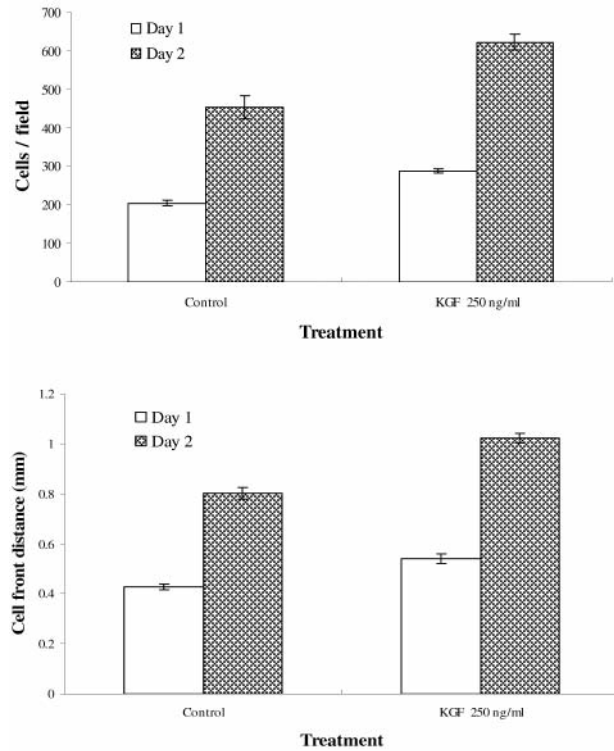 700
600
500
400
300
200
100
0
Cells / field
Day 1
Day 2
Control
KGF 250 ng/ml
Treatment
1.2
1
0.8
0.6
0.4
0.2
0
Cell front distance (mm)
Day 1
Day 2
Control
KGF 250 ng/ml
Treatment